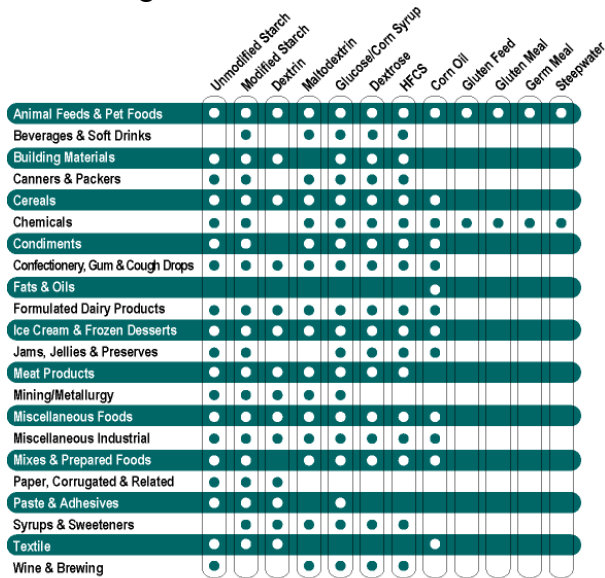 Unmodified Starch
Modified Starch
Dextrin
Maltodextrin
Glucose/Corn Syrup
Dextrose
HFCS
Corn Oil
Gluten Feed
Gluten Meal
Germ Meal
Steepwater
Animal Feeds & Pet Foods
Beverages & Soft Drinks
Building Materials
Canners & Packers
Cereals
Chemicals
Condiments
Confectionery, Gum & Cough Drops
Fats & Oils
Formulated Dairy Products
Ice Cream & Frozen Desserts
Jams, Jellies & Preserves
Meat Products
Mining/Metallurgy
Miscellaneous Foods
Miscellaneous Industrial
Mixes & Prepared Foods
Paper, Corrugated & Related
Paste & Adhesives
Syrups & Sweeteners
Textile
Wine & Brewing